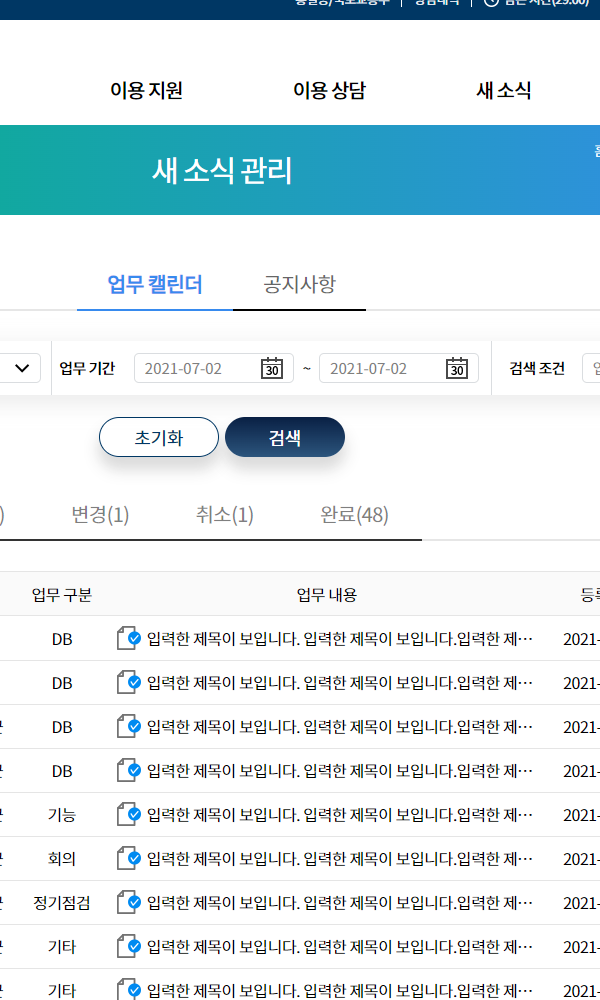 이용 지원 이용 상담 새 소식
새 소식 관리
업무 캘린더 공지사항
업무 기간 2021-07-02 30 ~ 2021-07-02 30 검색 조건
초기화 검색
변경(1) 취소(1) 완료(48)
업무 구분 업무 내용
DB 입력한 제목이 보입니다. 입력한 제목이 보입니다.입력한 제··· 2021-
DB 입력한 제목이 보입니다. 입력한 제목이 보입니다.입력한 제··· 2021-
DB 입력한 제목이 보입니다. 입력한 제목이 보입니다.입력한 제··· 2021-
DB 입력한 제목이 보입니다. 입력한 제목이 보입니다.입력한 제··· 2021-
기능 입력한 제목이 보입니다. 입력한 제목이 보입니다.입력한 제··· 2021-
회의 입력한 제목이 보입니다. 입력한 제목이 보입니다.입력한 제··· 2021-
정기점검 입력한 제목이 보입니다. 입력한 제목이 보입니다.입력한 제··· 2021-
기타 입력한 제목이 보입니다. 입력한 제목이 보입니다.입력한 제··· 2021-
기타 입력한 제목이 보입니다. 입력한 제목이 보입니다.입력한 제··· 2021-